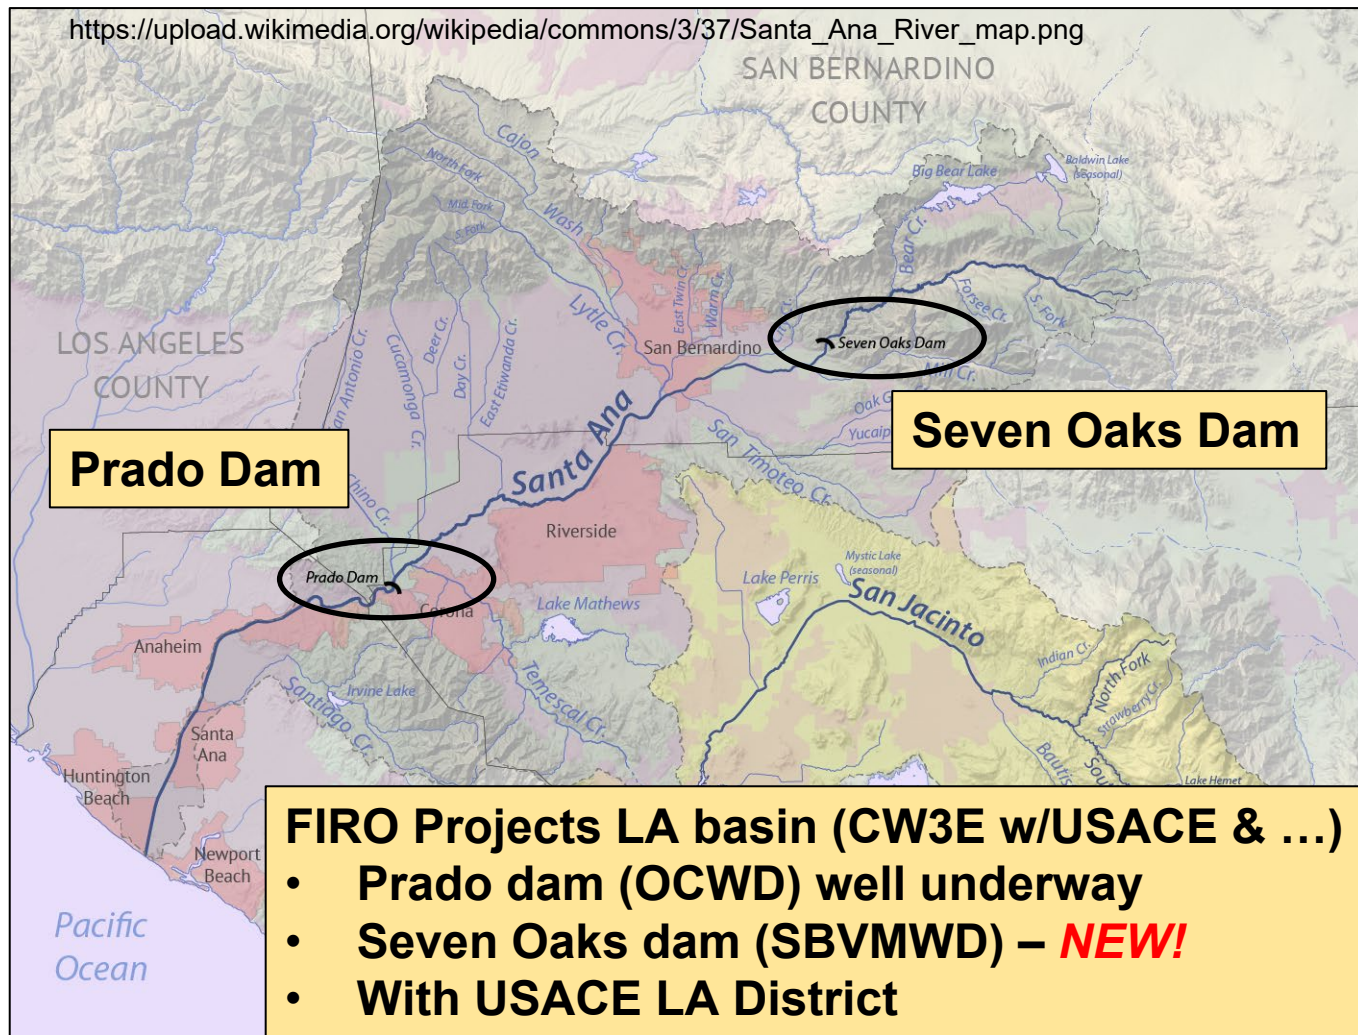 https://upload.wikimedia.org/wikipedia/commons/3/37/Santa_Ana_River_map.png
SAN BERNARDINO
COUNTY
Cajon
Wash
North Fork
Mid. Fork
S. Fork
Lytle Cr.
East Twin Cr.
Warm Cr.
Big Bear Lake
Baldwin Lake
(seasonal)
Bear Cr.
Forsee Cr.
S. Fork
LOS ANGELES
COUNTY
San Bernardino
Seven Oaks Dam
Mill Cr.
an Antonio Cr.
Cucamonga Cr.
Deer Cr.
Day Cr.
East Etiwanda Cr.
Oak G
Yucaip
Seven Oaks Dam
Prado Dam
Santa Ana
San Timoteo Cr.
Chino Cr.
Riverside
Prado Dam
Corona
Lake Mathews
Lake Perris
Mystic Lake
(seasonal)
San Jacinto
Anaheim
Temescal Cr.
Irvine Lake
Santiago Cr.
Indian Cr.
North Fork
Strawberry Cr.
Santa
Ana
Bautis
Sout
Lake Hemet
Huntington
Beach
Newport
Beach
Pacific
Ocean
FIRO Projects LA basin (CW3E w/USACE & …)
• Prado dam (OCWD) well underway
• Seven Oaks dam (SBVMWD) – NEW!
• With USACE LA District